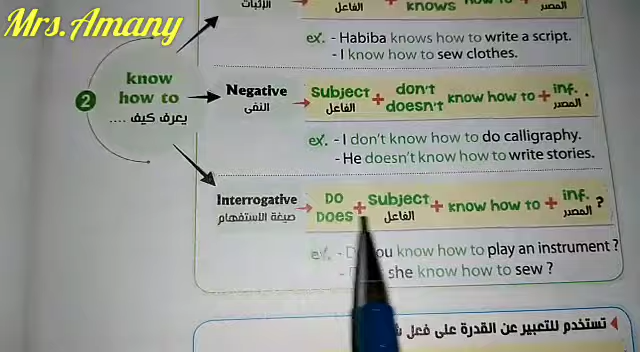 Mrs.Amany
الإثبات
الفاعل + knows how to + المصدر
ex. - Habiba knows how to write a script.
- I know how to sew clothes.
2 know how to
يعرف كيف ....
Negative
النفى
Subject + don't doesn't know how to + inf.
الفاعل المصدر
ex. - I don't know how to do calligraphy.
- He doesn't know how to write stories.
Interrogative
صيغة الاستفهام
DO DOES + Subject + know how to + inf. ?
الفاعل المصدر
ex. - you know how to play an instrument ?
- she know how to sew ?
تستخدم للتعبير عن القدرة على فعل